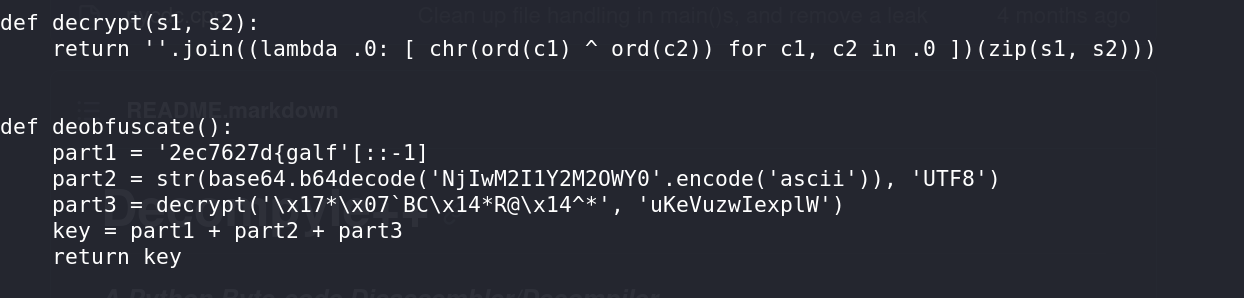 queue.cpp Clean up file handling in main()s, and remove a leak 4 months ago
def decrypt(s1, s2):
    return ''.join((lambda .0: [ chr(ord(c1) ^ ord(c2)) for c1, c2 in .0 ])(zip(s1, s2)))
README.markdown
def deobfuscate():
    part1 = '2ec7627d{galf'[::-1]
    part2 = str(base64.b64decode('NjIwM2I1Y2M2OWY0'.encode('ascii')), 'UTF8')
    part3 = decrypt('\x17*\x07`BC\x14*R@\x14^*', 'uKeVuzwIexplW')
    key = part1 + part2 + part3
    return key
A Python Byte-code Disassembler/Decompiler